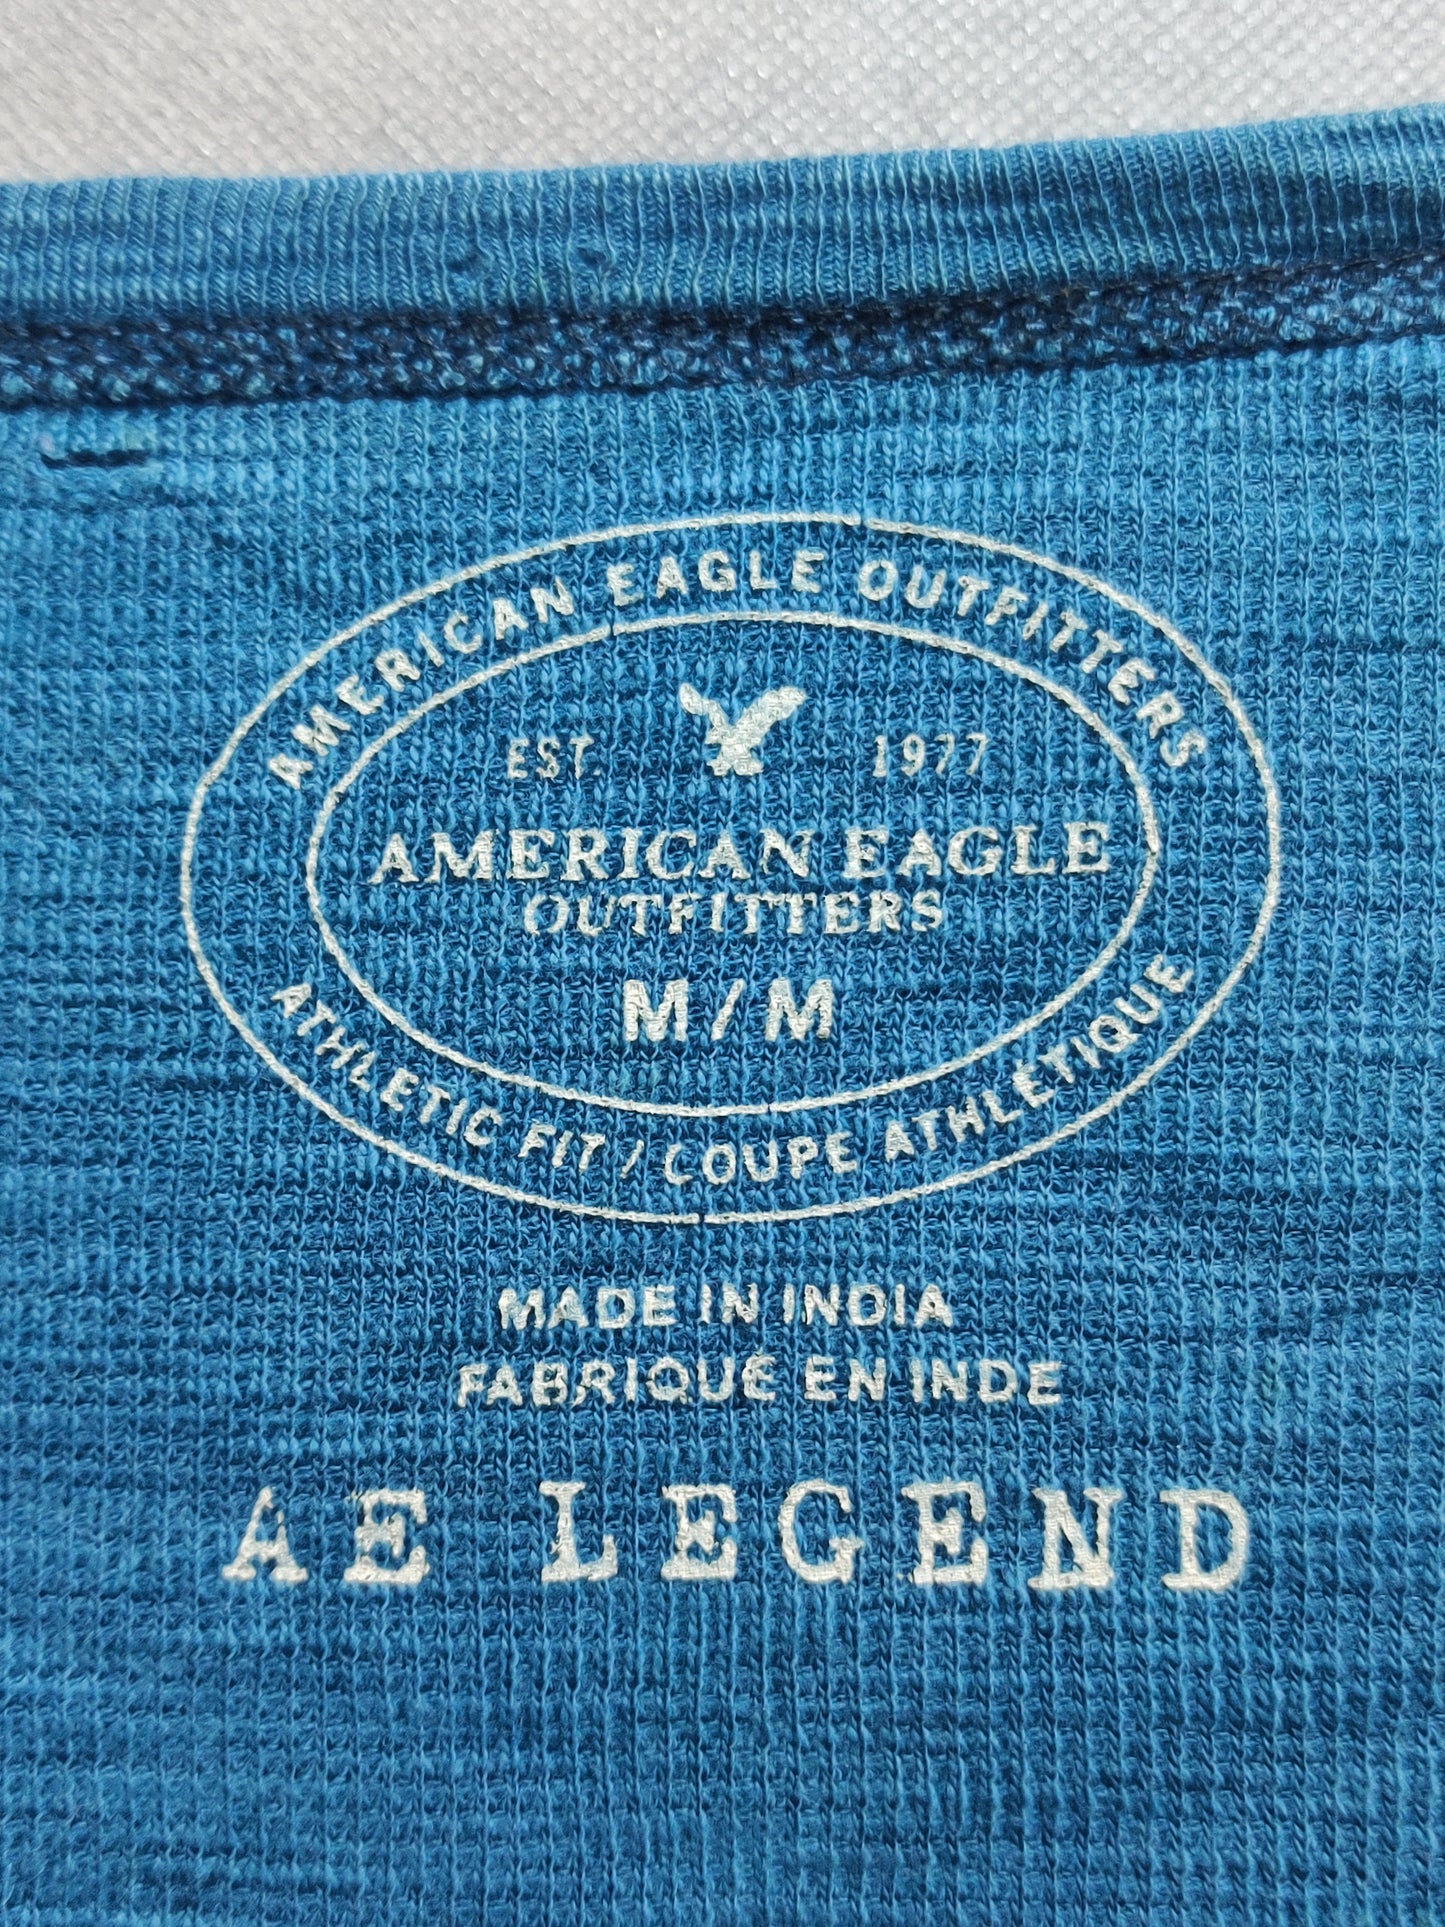 AMERICAN EAGLE OUTFITTERS
EST. 1977
AMERICAN EAGLE
OUTFITTERS
M / M
ATHLETIC FIT / COUPE ATHLÉTIQUE
MADE IN INDIA
FABRIQUÉ EN INDE
AE LEGEND